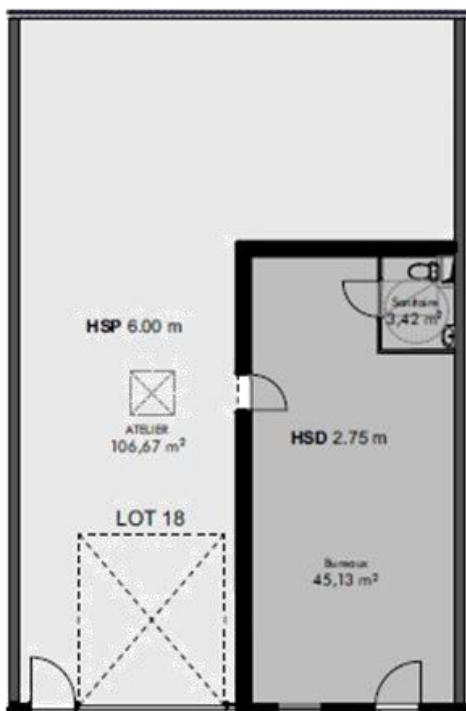 Sanitaire
3,42 m²
HSP 6.00 m
ATELIER
106,67 m²
HSD 2.75 m
LOT 18
Bureaux
45,13 m²